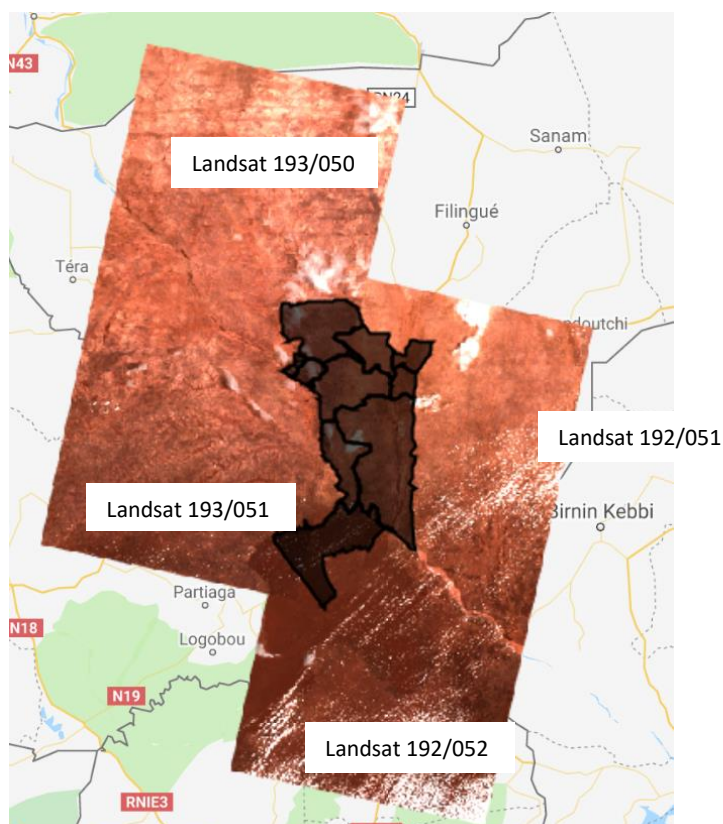 N43
RN24
Landsat 193/050
Sanam
Filingué
Téra
doutchi
Landsat 192/051
Landsat 193/051
Birnin Kebbi
Partiaga
N18
Logobou
N19
Landsat 192/052
RNIE3